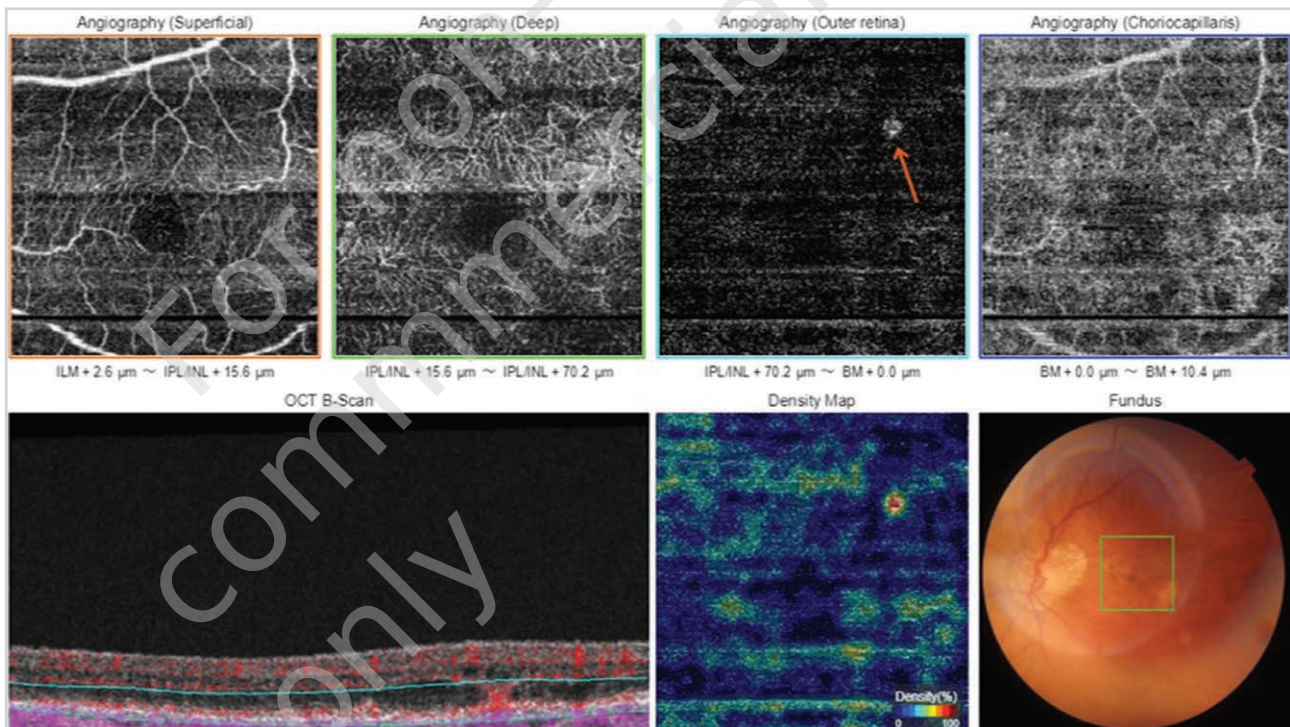 Angiography (Superficial)
Angiography (Deep)
Angiography (Outer retina)
Angiography (Choriocapillaris)
ILM + 2.6 μm ～ IPL/INL + 15.6 μm
IPL/INL + 15.6 μm ～ IPL/INL + 70.2 μm
IPL/INL + 70.2 μm ～ BM + 0.0 μm
BM + 0.0 μm ～ BM + 10.4 μm
OCT B-Scan
Density Map
Fundus
Density(%)
0 100
For non-
commercial
only